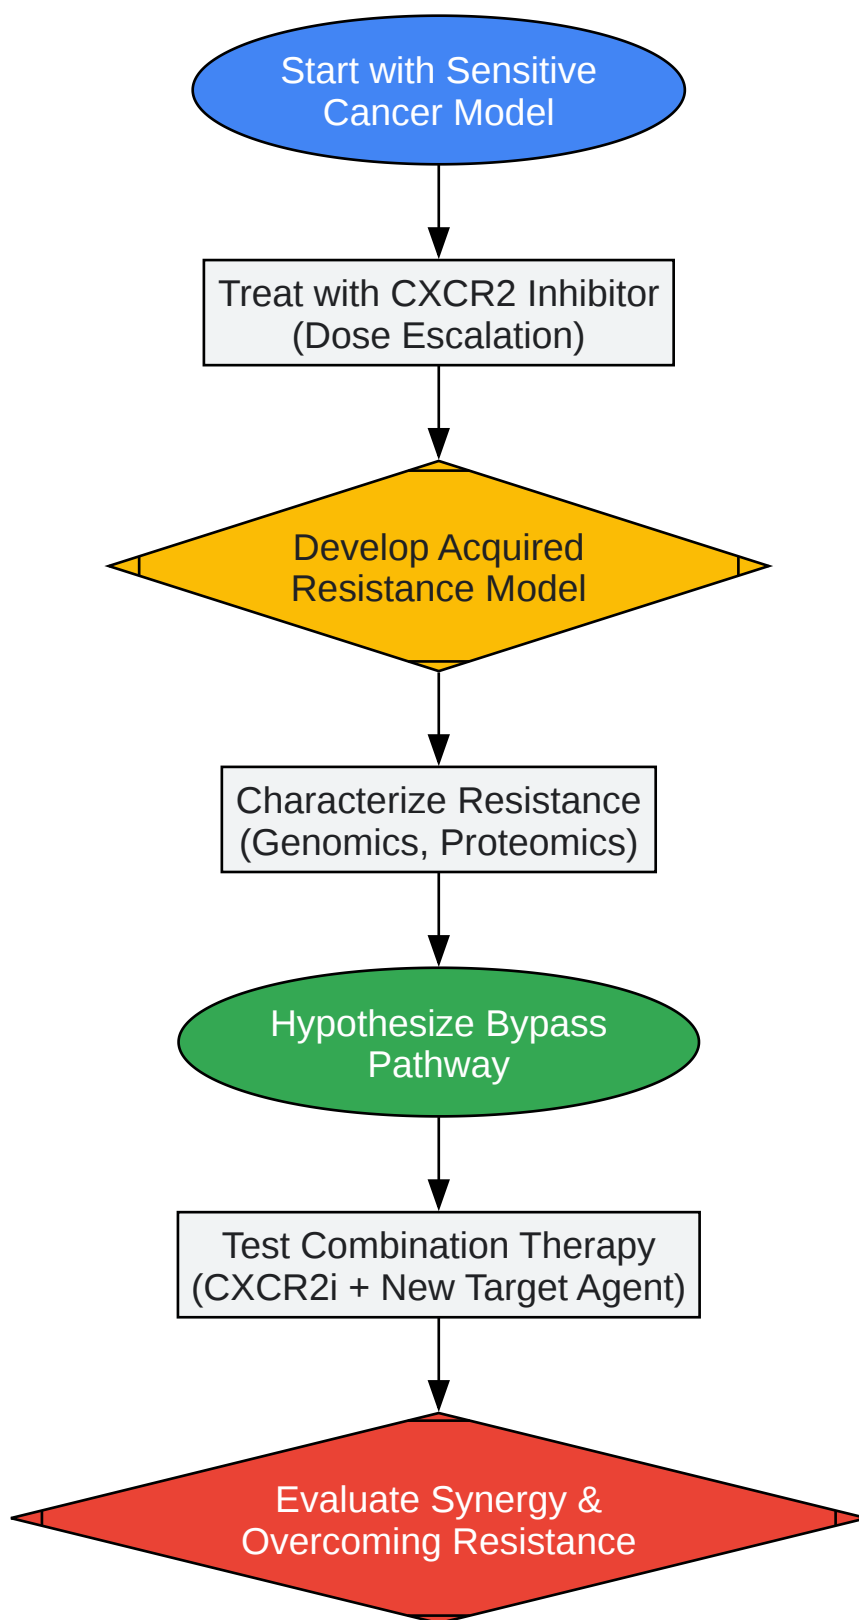 Start with Sensitive
Cancer Model
Treat with CXCR2 Inhibitor
(Dose Escalation)
Develop Acquired
Resistance Model
Characterize Resistance
(Genomics, Proteomics)
Hypothesize Bypass
Pathway
Test Combination Therapy
(CXCR2i + New Target Agent)
Evaluate Synergy &
Overcoming Resistance